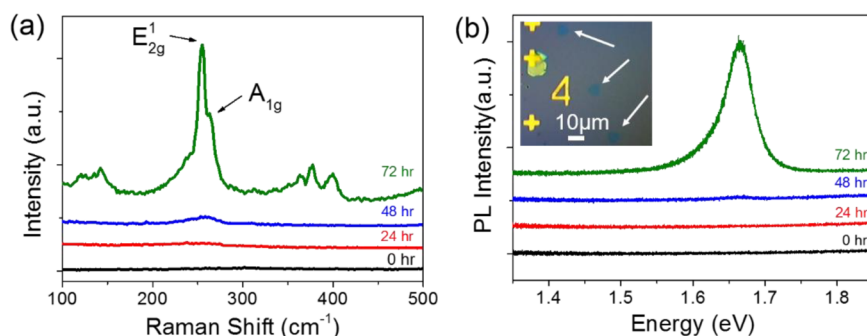 (a)
E¹2g
A1g
72 hr
48 hr
24 hr
0 hr
Intensity (a.u.)
100 200 300 400 500
Raman Shift (cm⁻¹)
(b)
4
10µm
72 hr
48 hr
24 hr
0 hr
PL Intensity(a.u.)
1.4 1.5 1.6 1.7 1.8
Energy (eV)